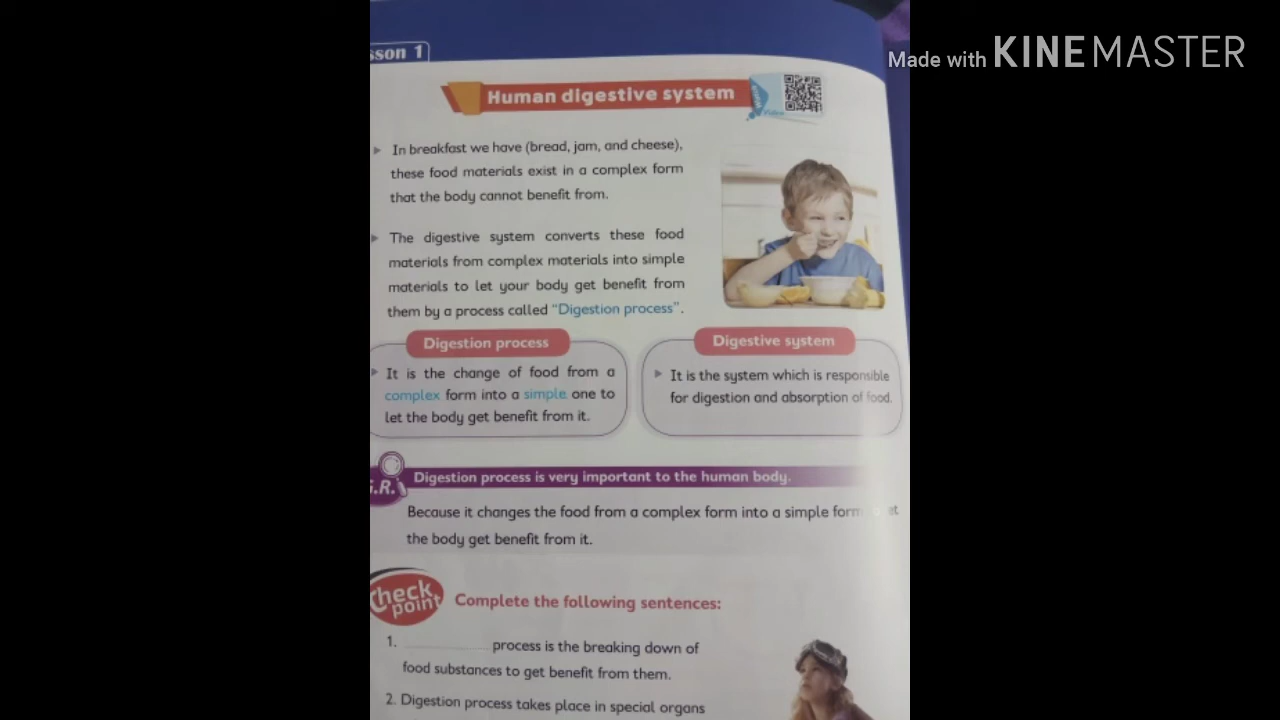 sson 1
Made with KINEMASTER
Human digestive system
Video
In breakfast we have (bread, jam, and cheese),
these food materials exist in a complex form
that the body cannot benefit from.
The digestive system converts these food
materials from complex materials into simple
materials to let your body get benefit from
them by a process called "Digestion process".
Digestion process
It is the change of food from a
complex form into a simple one to
let the body get benefit from it.
Digestive system
It is the system which is responsible
for digestion and absorption of food.
G.R.
Digestion process is very important to the human body.
Because it changes the food from a complex form into a simple form
the body get benefit from it.
Check point
Complete the following sentences:
1. process is the breaking down of
food substances to get benefit from them.
2. Digestion process takes place in special organs